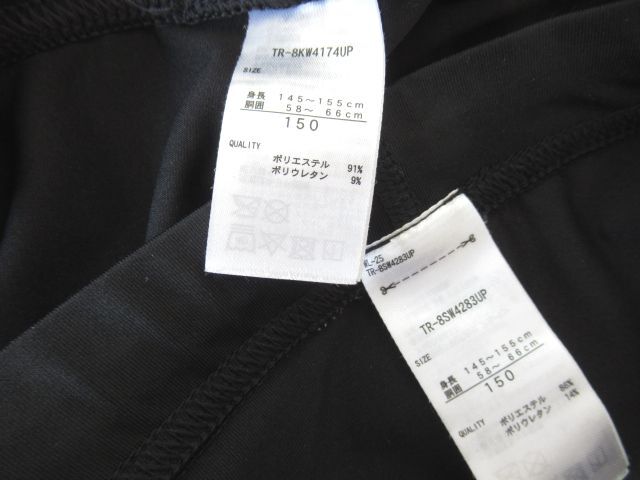 TR-8KW4174UP
SIZE
身長 145～155cm
胴囲 58～ 66cm
150
QUALITY
ポリエステル 91%
ポリウレタン 9%
TR-8SW4283UP
TR-8SW4283UP
SIZE
身長 145～155cm
胴囲 58～ 66cm
150
QUALITY
ポリエステル 86%
ポリウレタン 14%